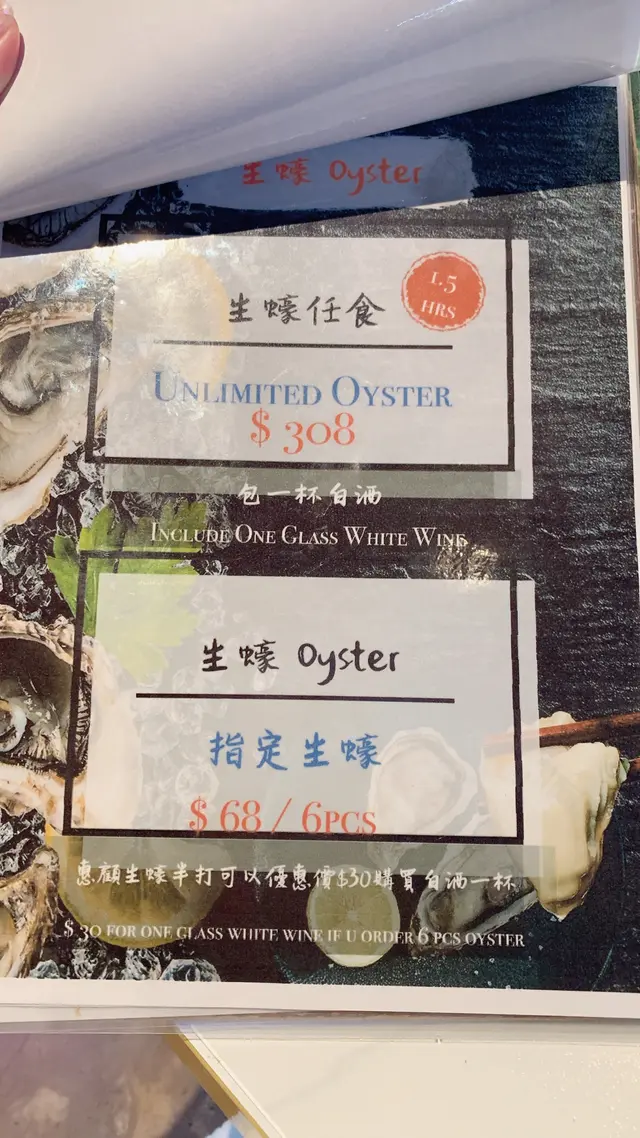 生蠔 Oyster
1.5
HRS
生蠔任食
UNLIMITED OYSTER
$ 308
包一杯白酒
INCLUDE ONE GLASS WHITE WINE
生蠔 Oyster
指定生蠔
$ 68 / 6PCS
惠顧生蠔半打可以優惠價$30購買白酒一杯
$ 30 FOR ONE GLASS WHITE WINE IF U ORDER 6 PCS OYSTER